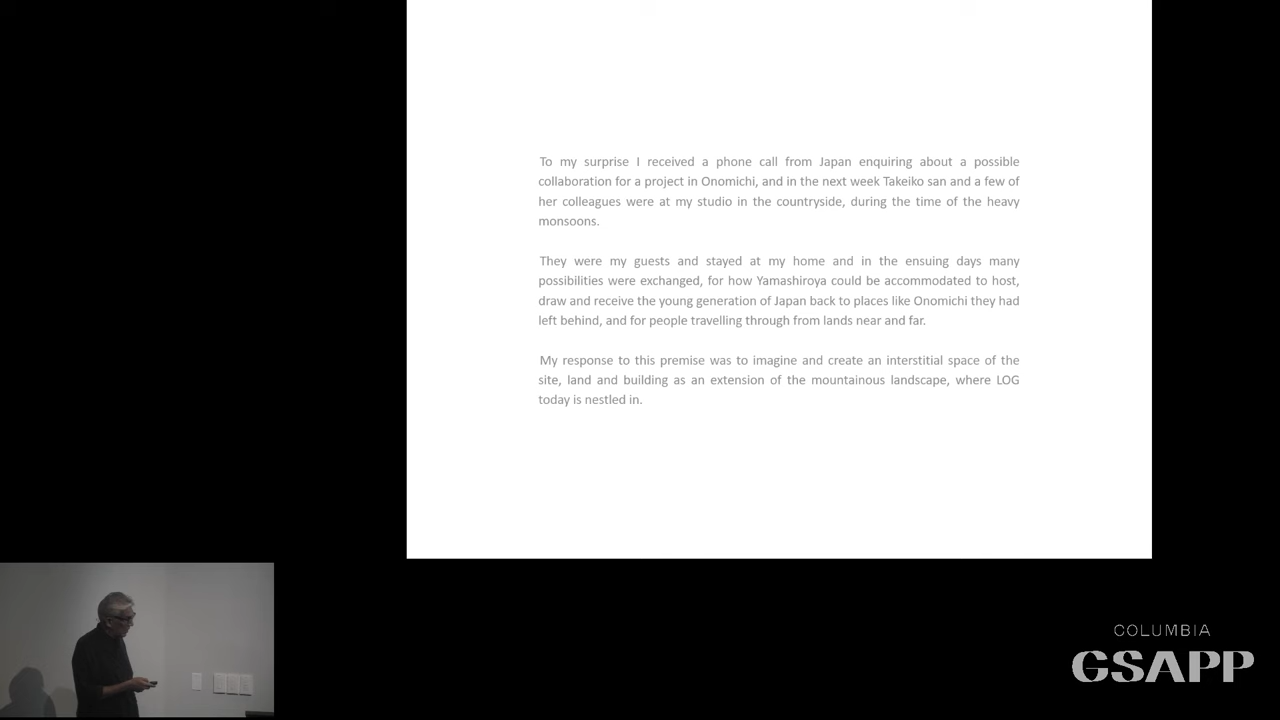 To my surprise I received a phone call from Japan enquiring about a possible
collaboration for a project in Onomichi, and in the next week Takeiko san and a few of
her colleagues were at my studio in the countryside, during the time of the heavy
monsoons.
They were my guests and stayed at my home and in the ensuing days many
possibilities were exchanged, for how Yamashiroya could be accommodated to host,
draw and receive the young generation of Japan back to places like Onomichi they had
left behind, and for people travelling through from lands near and far.
My response to this premise was to imagine and create an interstitial space of the
site, land and building as an extension of the mountainous landscape, where LOG
today is nestled in.
COLUMBIA
GSAPP